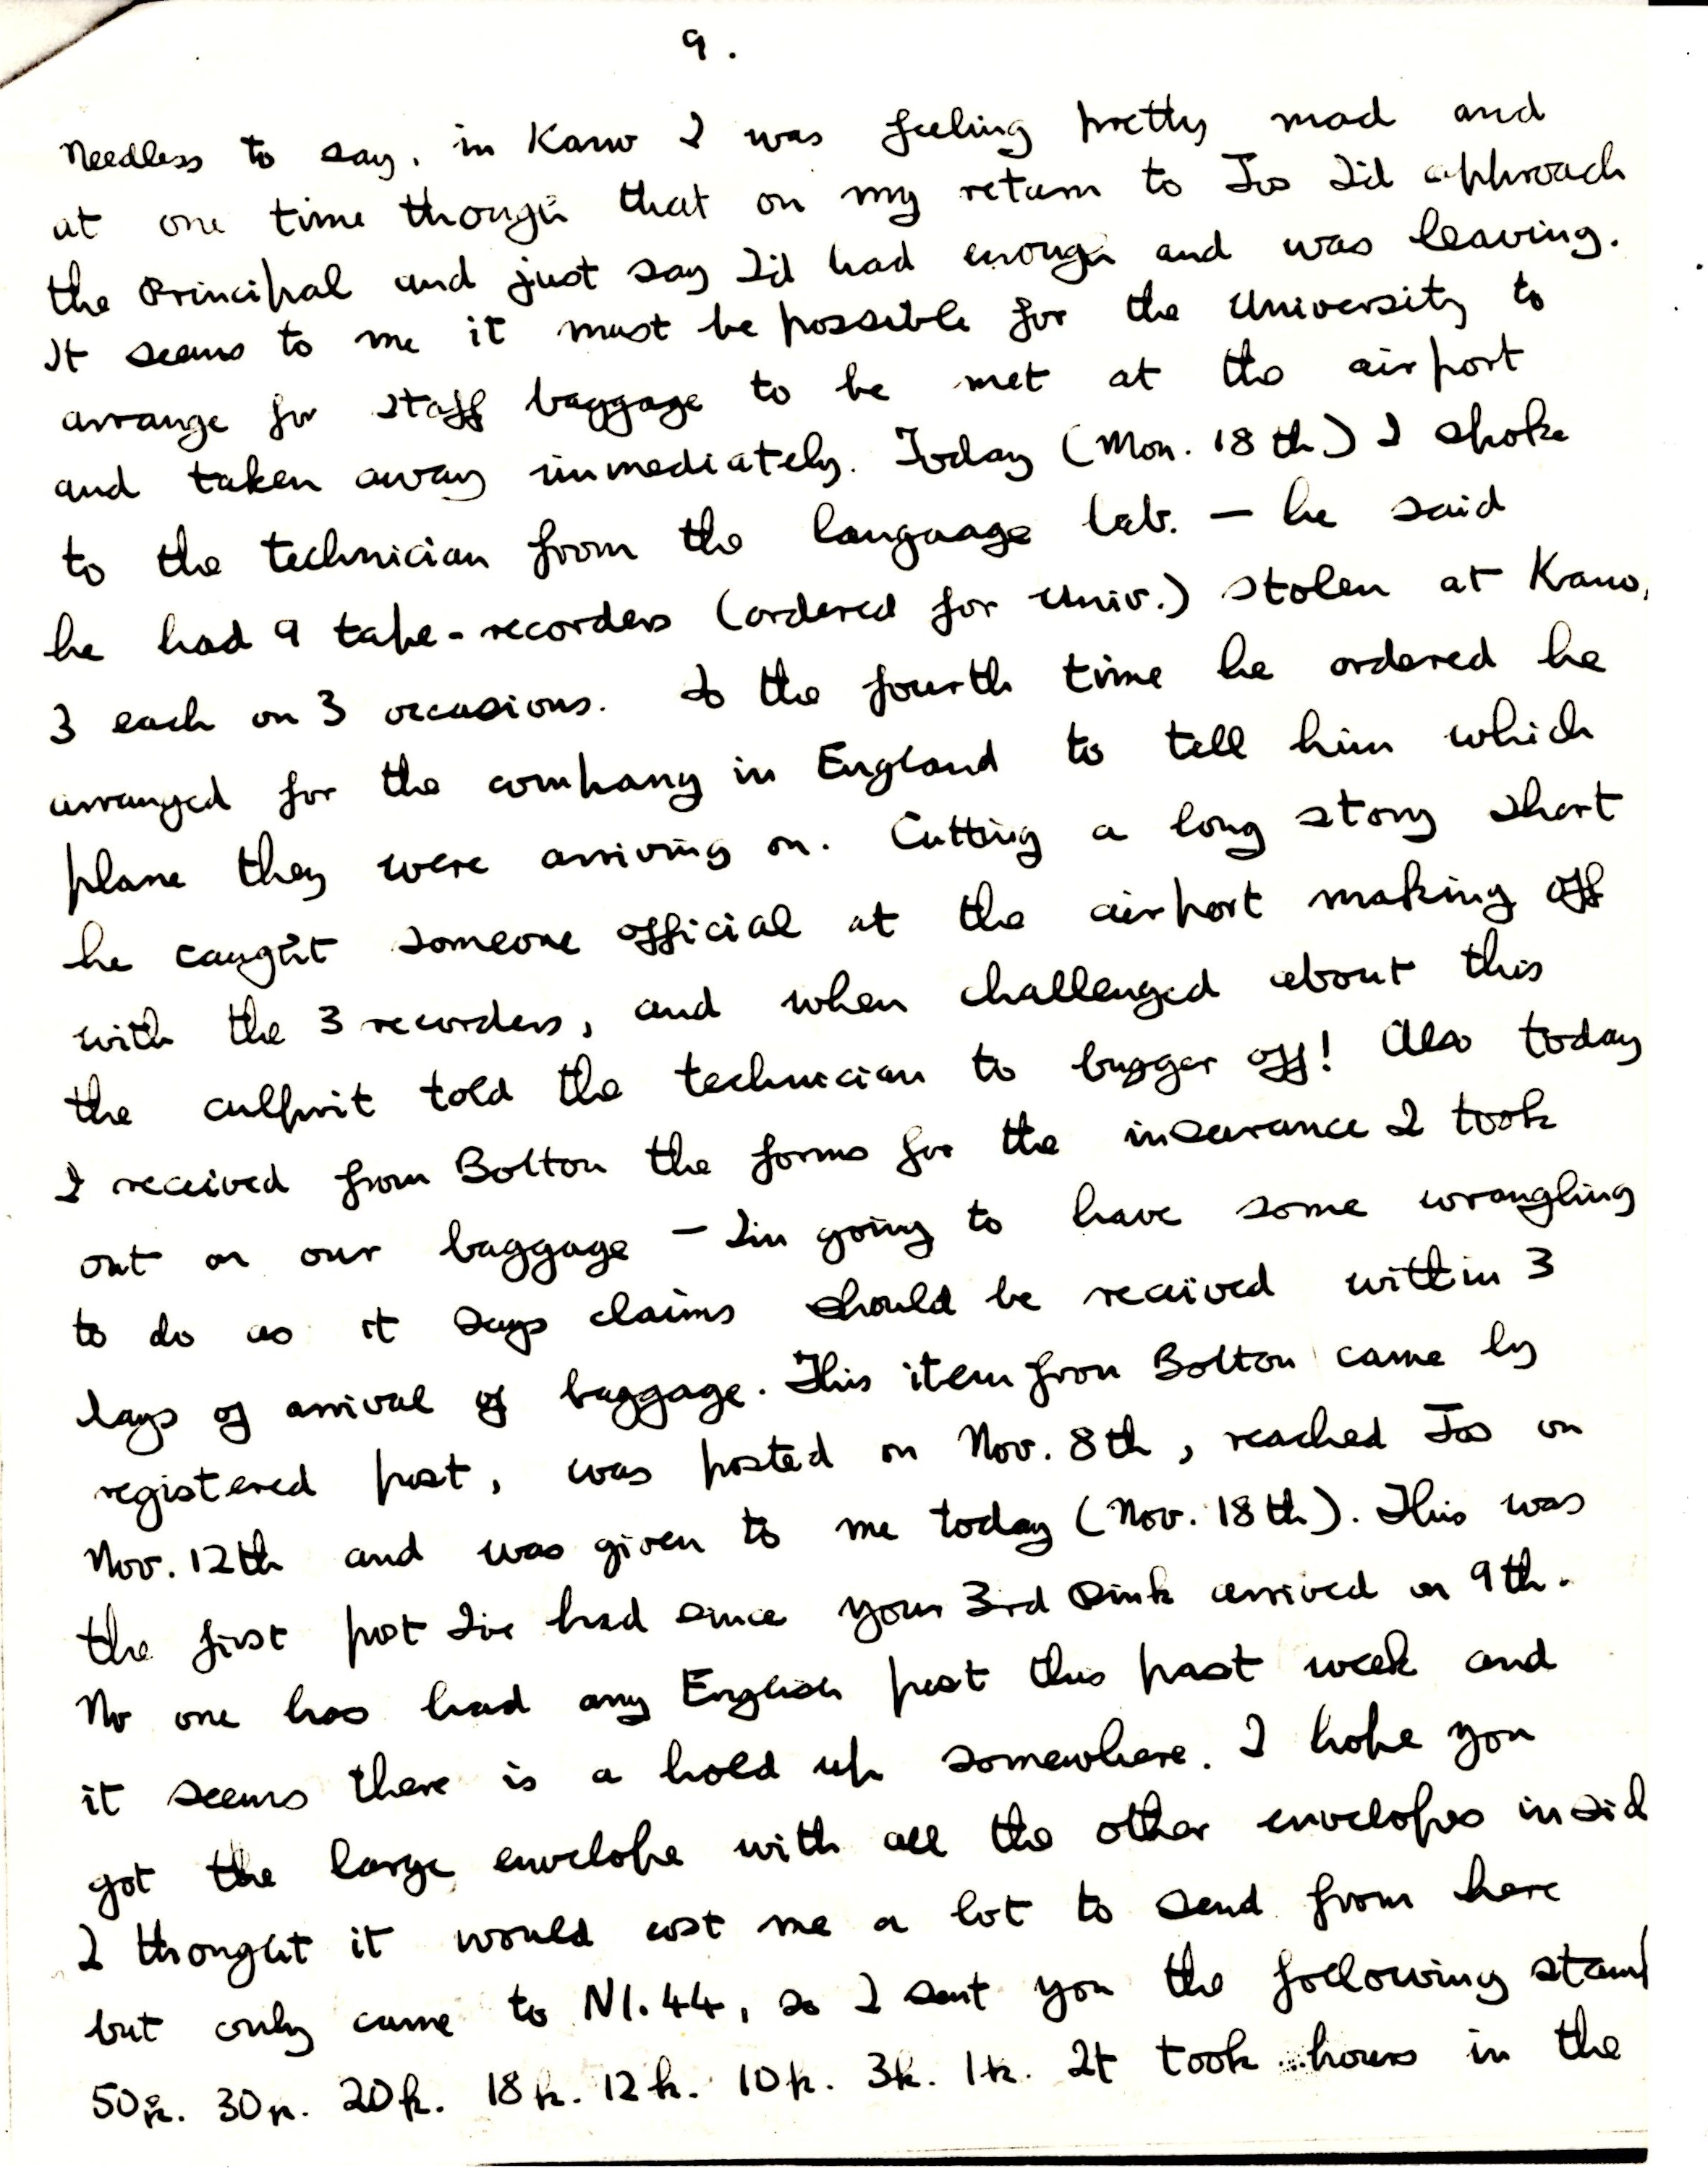 9.
Needless to say, in Kano I was feeling pretty mad and
at one time though that on my return to Jos I'd approach
the Principal and just say I'd had enough and was leaving.
It seems to me it must be possible for the University to
arrange for staff baggage to be met at the airport
and taken away immediately. Today (Mon. 18th) I spoke
to the technician from the language lab. – he said
he had 9 tape-recorders (ordered for Univ.) stolen at Kano,
3 each on 3 occasions. So the fourth time he ordered he
arranged for the company in England to tell him which
plane they were arriving on. Cutting a long story short
he caught someone official at the airport making off
with the 3 recorders, and when challenged about this
the culprit told the technician to bugger off! Also today
I received from Bolton the forms for the insurance I took
out on our baggage – I'm going to have some wrangling
to do as it says claims should be received within 3
days of arrival of baggage. This item from Bolton came by
registered post, was posted on Nov. 8th, reached Jos on
Nov. 12th and was given to me today (Nov. 18th). This was
the first post I've had since your 3rd Pink arrived on 9th.
No one has had any English post this past week and
it seems there is a hold up somewhere. I hope you
got the large envelope with all the other envelopes insid
I thought it would cost me a lot to send from here
but only came to N1.44, so I sent you the following stamp
50k. 30k. 20k. 18k. 12k. 10k. 3k. 1k. It took hours in the